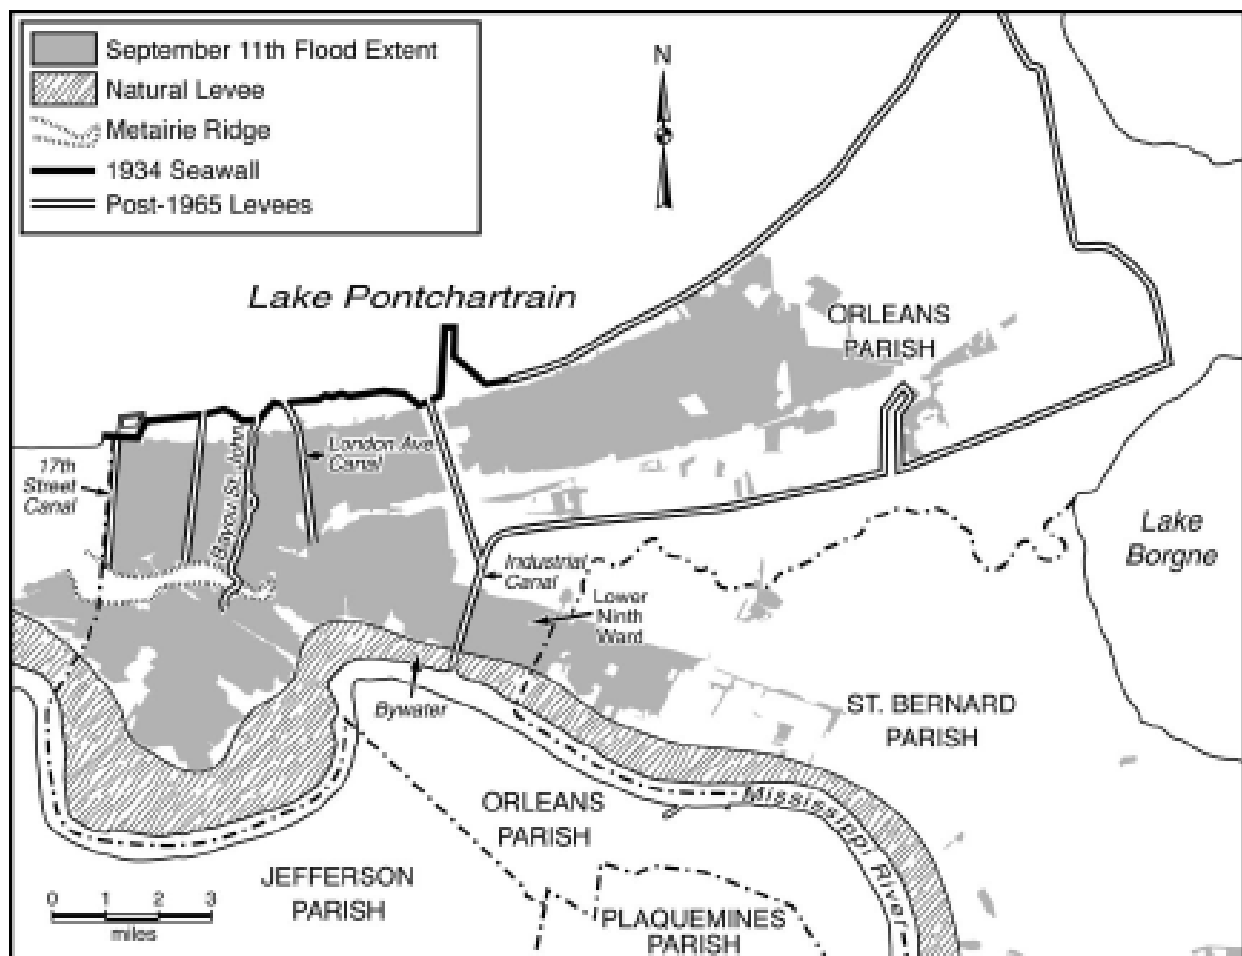 September 11th Flood Extent
Natural Levee
Metairie Ridge
1934 Seawall
Post-1965 Levees
N
Lake Pontchartrain
ORLEANS
PARISH
17th
Street
Canal
Bayou St. John
London Ave.
Canal
Lake
Borgne
Industrial
Canal
Lower
Ninth
Ward
Bywater
ST. BERNARD
PARISH
Mississippi River
ORLEANS
PARISH
JEFFERSON
PARISH
PLAQUEMINES
PARISH
0 1 2 3
miles